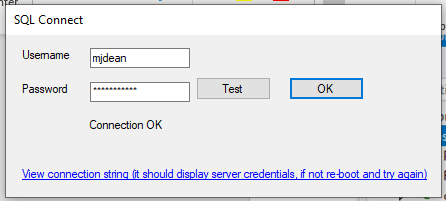 SQL Connect
Username
mjdean
Password
***********
Test
OK
Connection OK
View connection string (it should display server credentials, if not re-boot and try again)